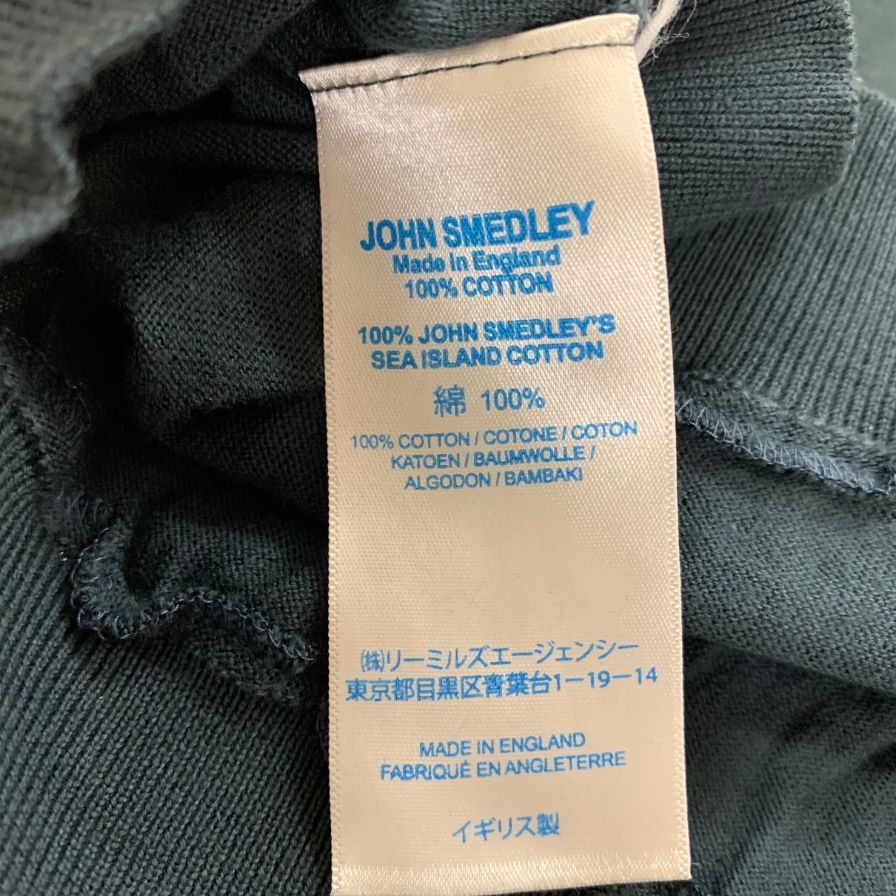 JOHN SMEDLEY
Made in England
100% COTTON
100% JOHN SMEDLEY'S
SEA ISLAND COTTON
綿 100%
100% COTTON / COTONE / COTON
KATOEN / BAUMWOLLE /
ALGODON / BAMBAKI
㈱リーミルズエージェンシー
東京都目黒区青葉台1−19−14
MADE IN ENGLAND
FABRIQUÉ EN ANGLETERRE
イギリス製